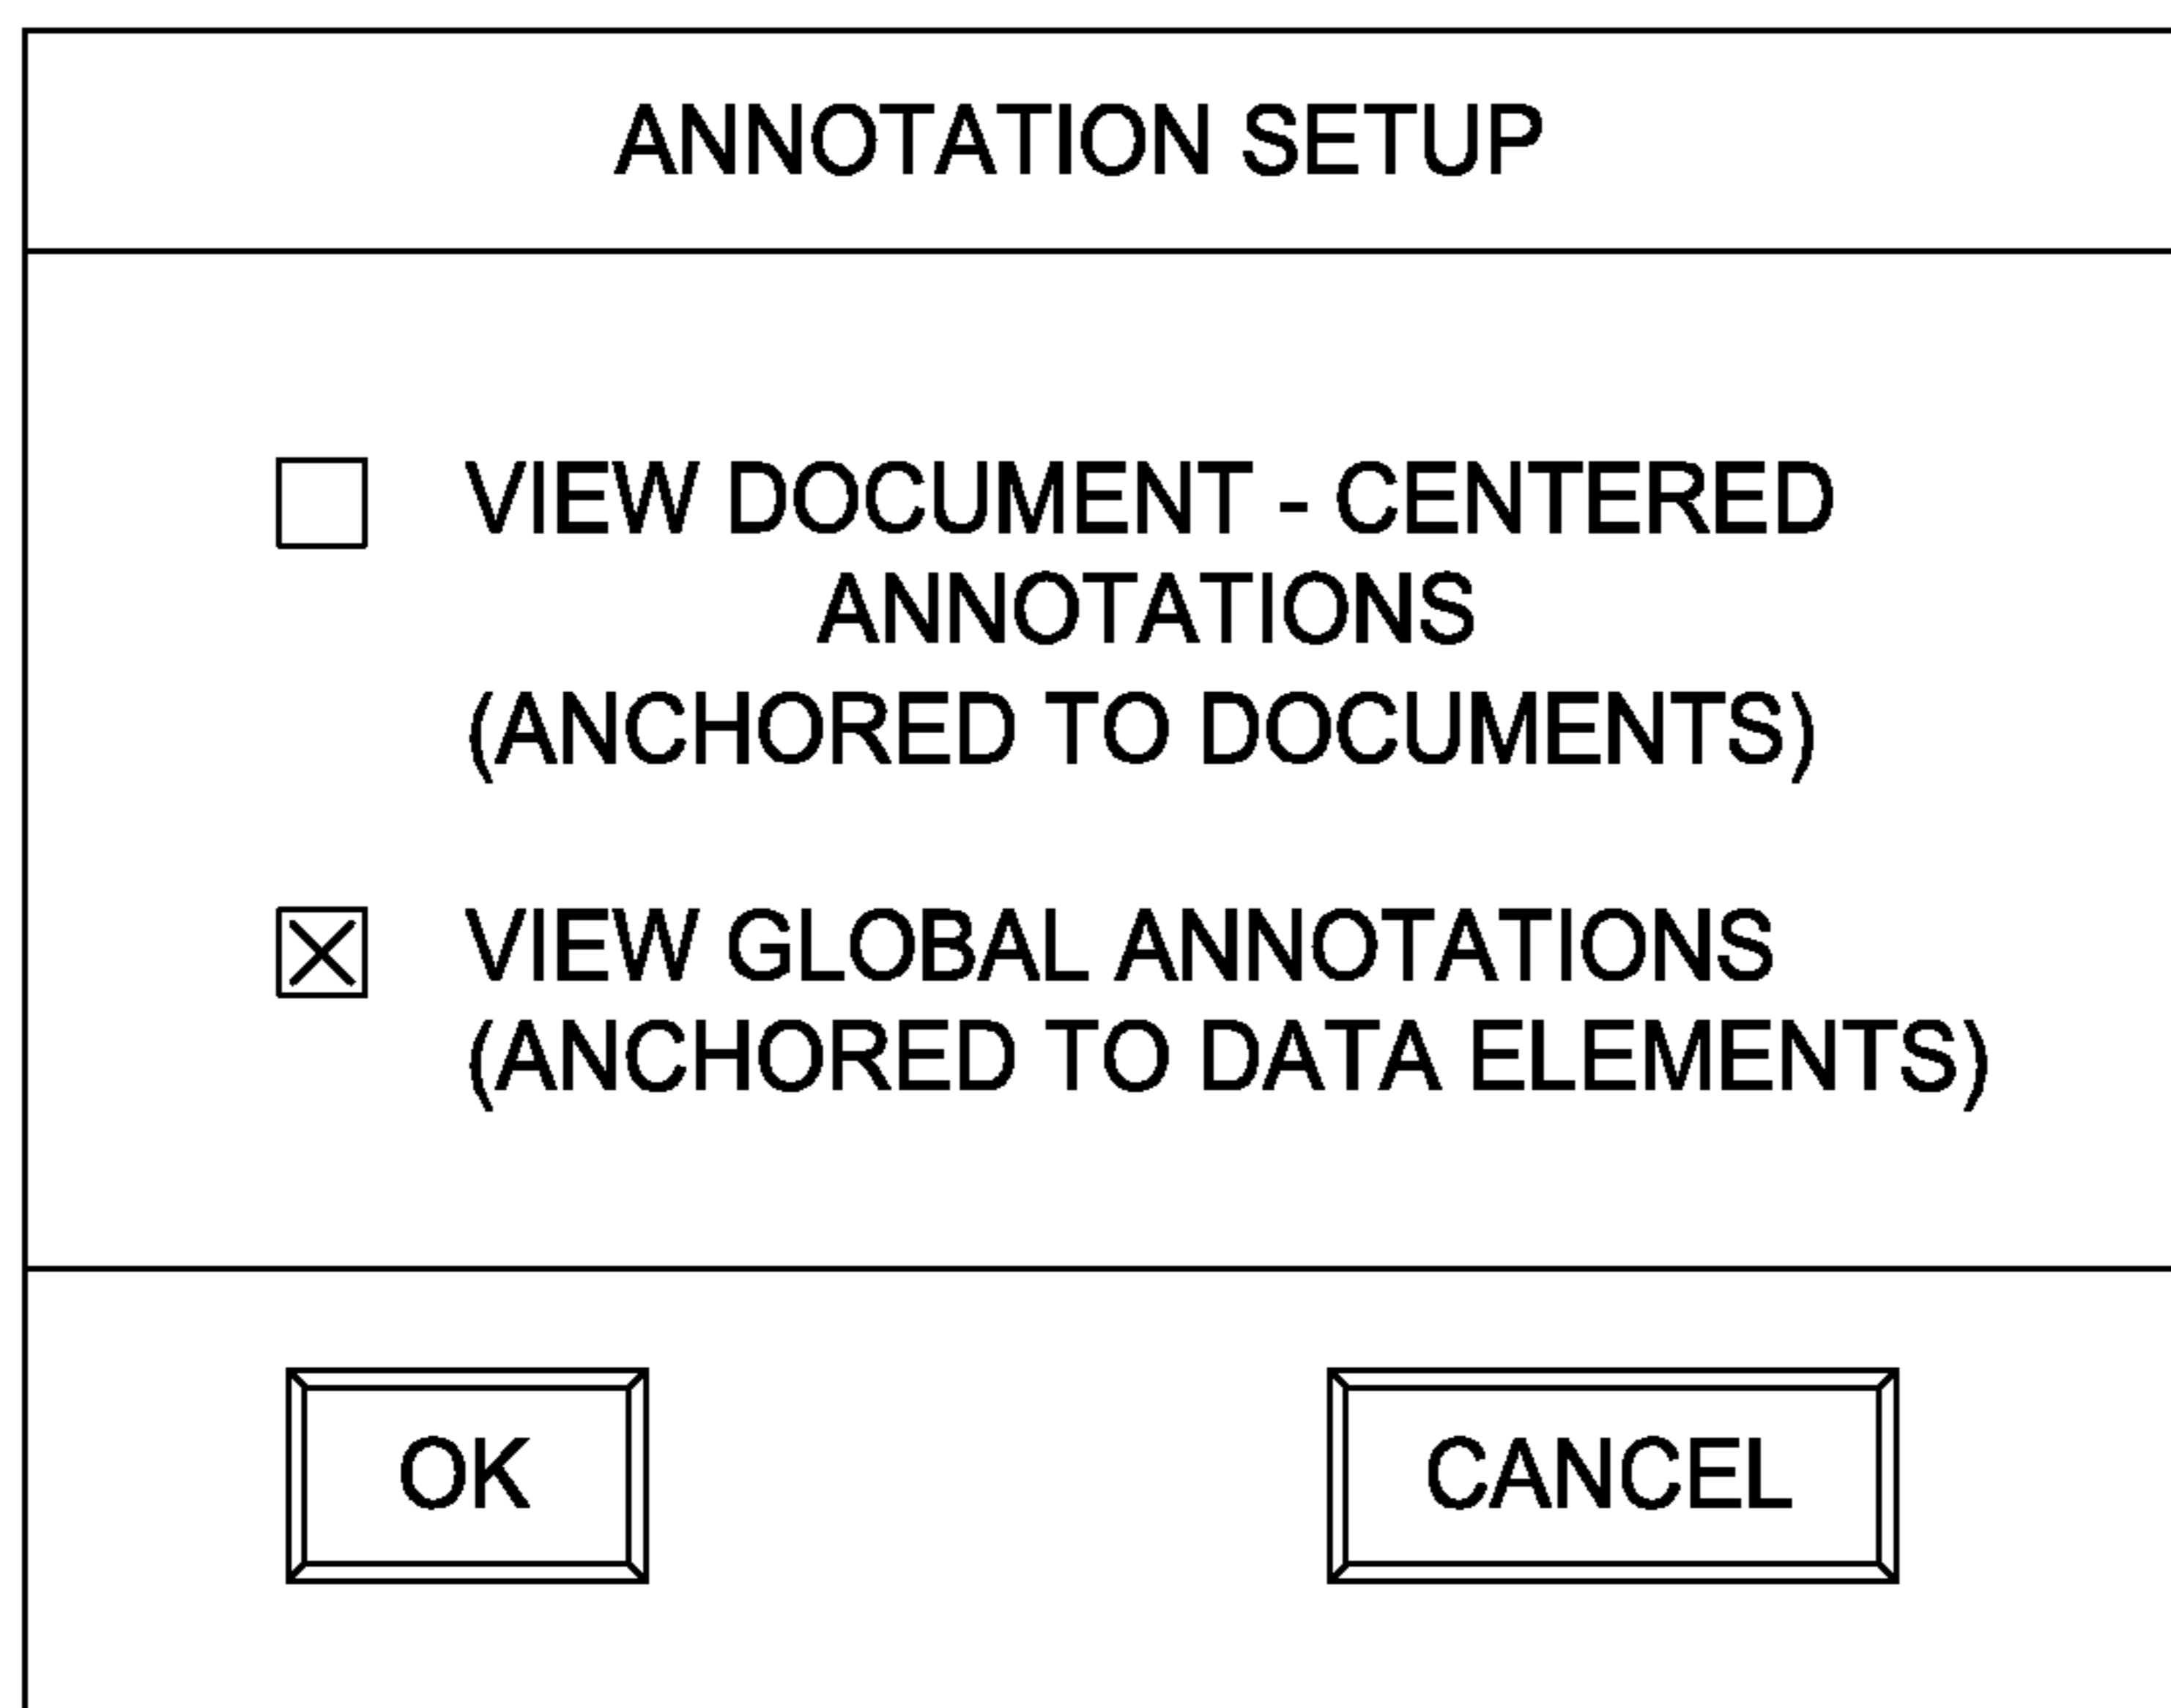 ANNOTATION SETUP
VIEW DOCUMENT - CENTERED
ANNOTATIONS
(ANCHORED TO DOCUMENTS)
VIEW GLOBAL ANNOTATIONS
(ANCHORED TO DATA ELEMENTS)
OK CANCEL